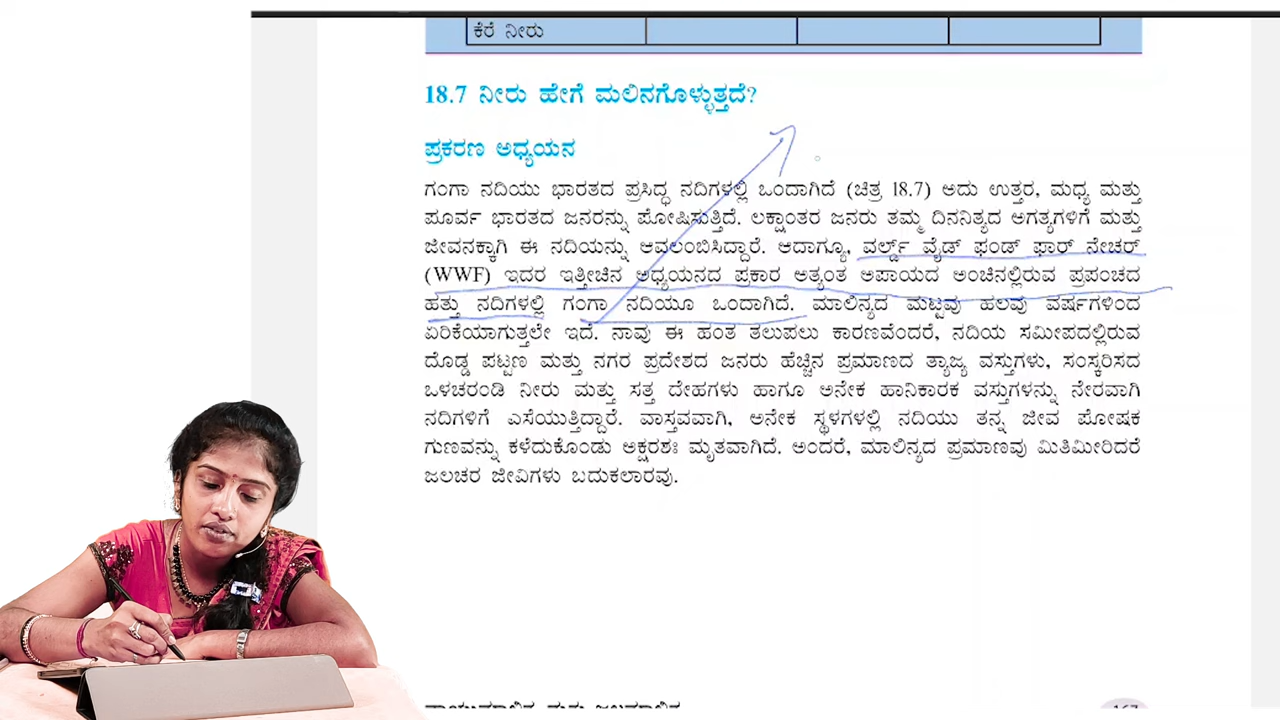 ಕೆರೆ ನೀರು
18.7 ನೀರು ಹೇಗೆ ಮಲಿನಗೊಳ್ಳುತ್ತದೆ?
ಪ್ರಕರಣ ಅಧ್ಯಯನ
ಗಂಗಾ ನದಿಯು ಭಾರತದ ಪ್ರಸಿದ್ಧ ನದಿಗಳಲ್ಲಿ ಒಂದಾಗಿದೆ (ಚಿತ್ರ 18.7) ಅದು ಉತ್ತರ, ಮಧ್ಯ ಮತ್ತು
ಪೂರ್ವ ಭಾರತದ ಜನರನ್ನು ಪೋಷಿಸುತ್ತಿದೆ. ಲಕ್ಷಾಂತರ ಜನರು ತಮ್ಮ ದಿನನಿತ್ಯದ ಅಗತ್ಯಗಳಿಗೆ ಮತ್ತು
ಜೀವನಕ್ಕಾಗಿ ಈ ನದಿಯನ್ನು ಆವಲಂಬಿಸಿದ್ದಾರೆ. ಆದಾಗ್ಯೂ, ವರ್ಲ್ಡ್ ವೈಡ್ ಫಂಡ್ ಫಾರ್ ನೇಚರ್
(WWF) ಇದರ ಇತ್ತೀಚಿನ ಅಧ್ಯಯನದ ಪ್ರಕಾರ ಅತ್ಯಂತ ಅಪಾಯದ ಅಂಚಿನಲ್ಲಿರುವ ಪ್ರಪಂಚದ
ಹತ್ತು ನದಿಗಳಲ್ಲಿ ಗಂಗಾ ನದಿಯೂ ಒಂದಾಗಿದೆ. ಮಾಲಿನ್ಯದ ಮಟ್ಟವು ಹಲವು ವರ್ಷಗಳಿಂದ
ಏರಿಕೆಯಾಗುತ್ತಲೇ ಇದೆ. ನಾವು ಈ ಹಂತ ತಲುಪಲು ಕಾರಣವೆಂದರೆ, ನದಿಯ ಸಮೀಪದಲ್ಲಿರುವ
ದೊಡ್ಡ ಪಟ್ಟಣ ಮತ್ತು ನಗರ ಪ್ರದೇಶದ ಜನರು ಹೆಚ್ಚಿನ ಪ್ರಮಾಣದ ತ್ಯಾಜ್ಯ ವಸ್ತುಗಳು, ಸಂಸ್ಕರಿಸದ
ಒಳಚರಂಡಿ ನೀರು ಮತ್ತು ಸತ್ತ ದೇಹಗಳು ಹಾಗೂ ಅನೇಕ ಹಾನಿಕಾರಕ ವಸ್ತುಗಳನ್ನು ನೇರವಾಗಿ
ನದಿಗಳಿಗೆ ಎಸೆಯುತ್ತಿದ್ದಾರೆ. ವಾಸ್ತವವಾಗಿ, ಅನೇಕ ಸ್ಥಳಗಳಲ್ಲಿ ನದಿಯು ತನ್ನ ಜೀವ ಪೋಷಕ
ಗುಣವನ್ನು ಕಳೆದುಕೊಂಡು ಅಕ್ಷರಶಃ ಮೃತವಾಗಿದೆ. ಅಂದರೆ, ಮಾಲಿನ್ಯದ ಪ್ರಮಾಣವು ಮಿತಿಮೀರಿದರೆ
ಜಲಚರ ಜೀವಿಗಳು ಬದುಕಲಾರವು.